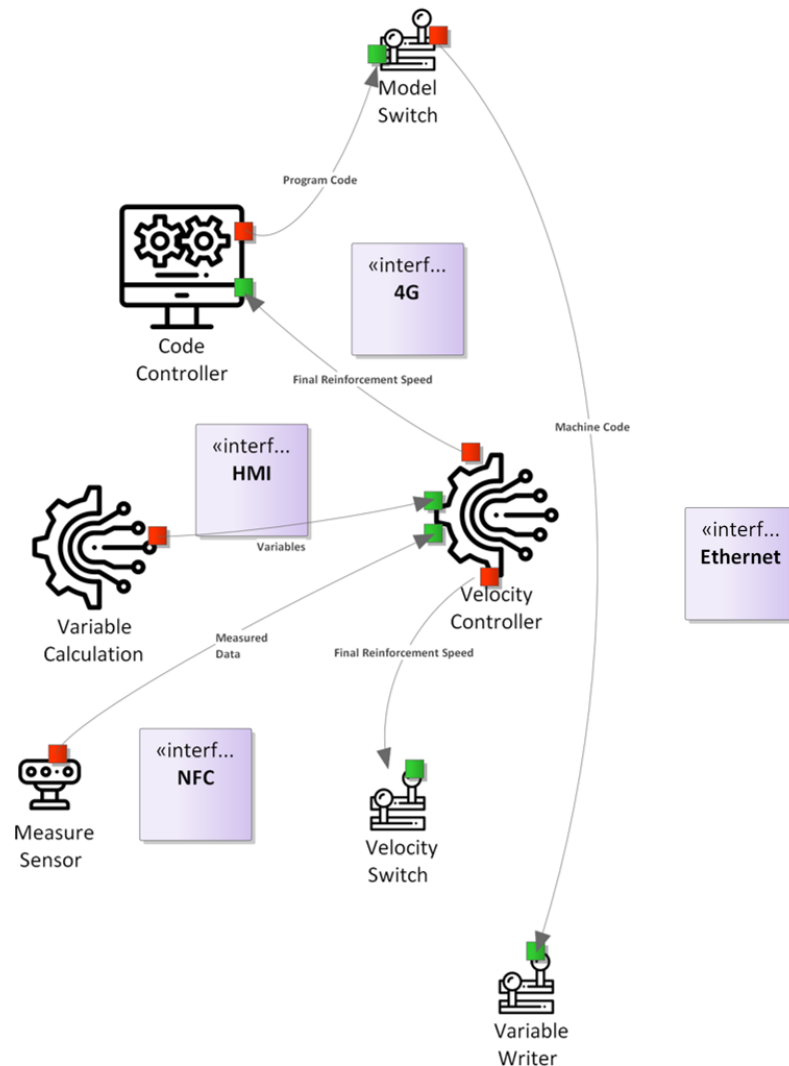 Model
Switch
Program Code
«interf...
4G
Code
Controller
Final Reinforcement Speed
Machine Code
«interf...
HMI
«interf...
Ethernet
Variables
Variable
Calculation
Velocity
Controller
Measured
Data
Final Reinforcement Speed
«interf...
NFC
Measure
Sensor
Velocity
Switch
Variable
Writer